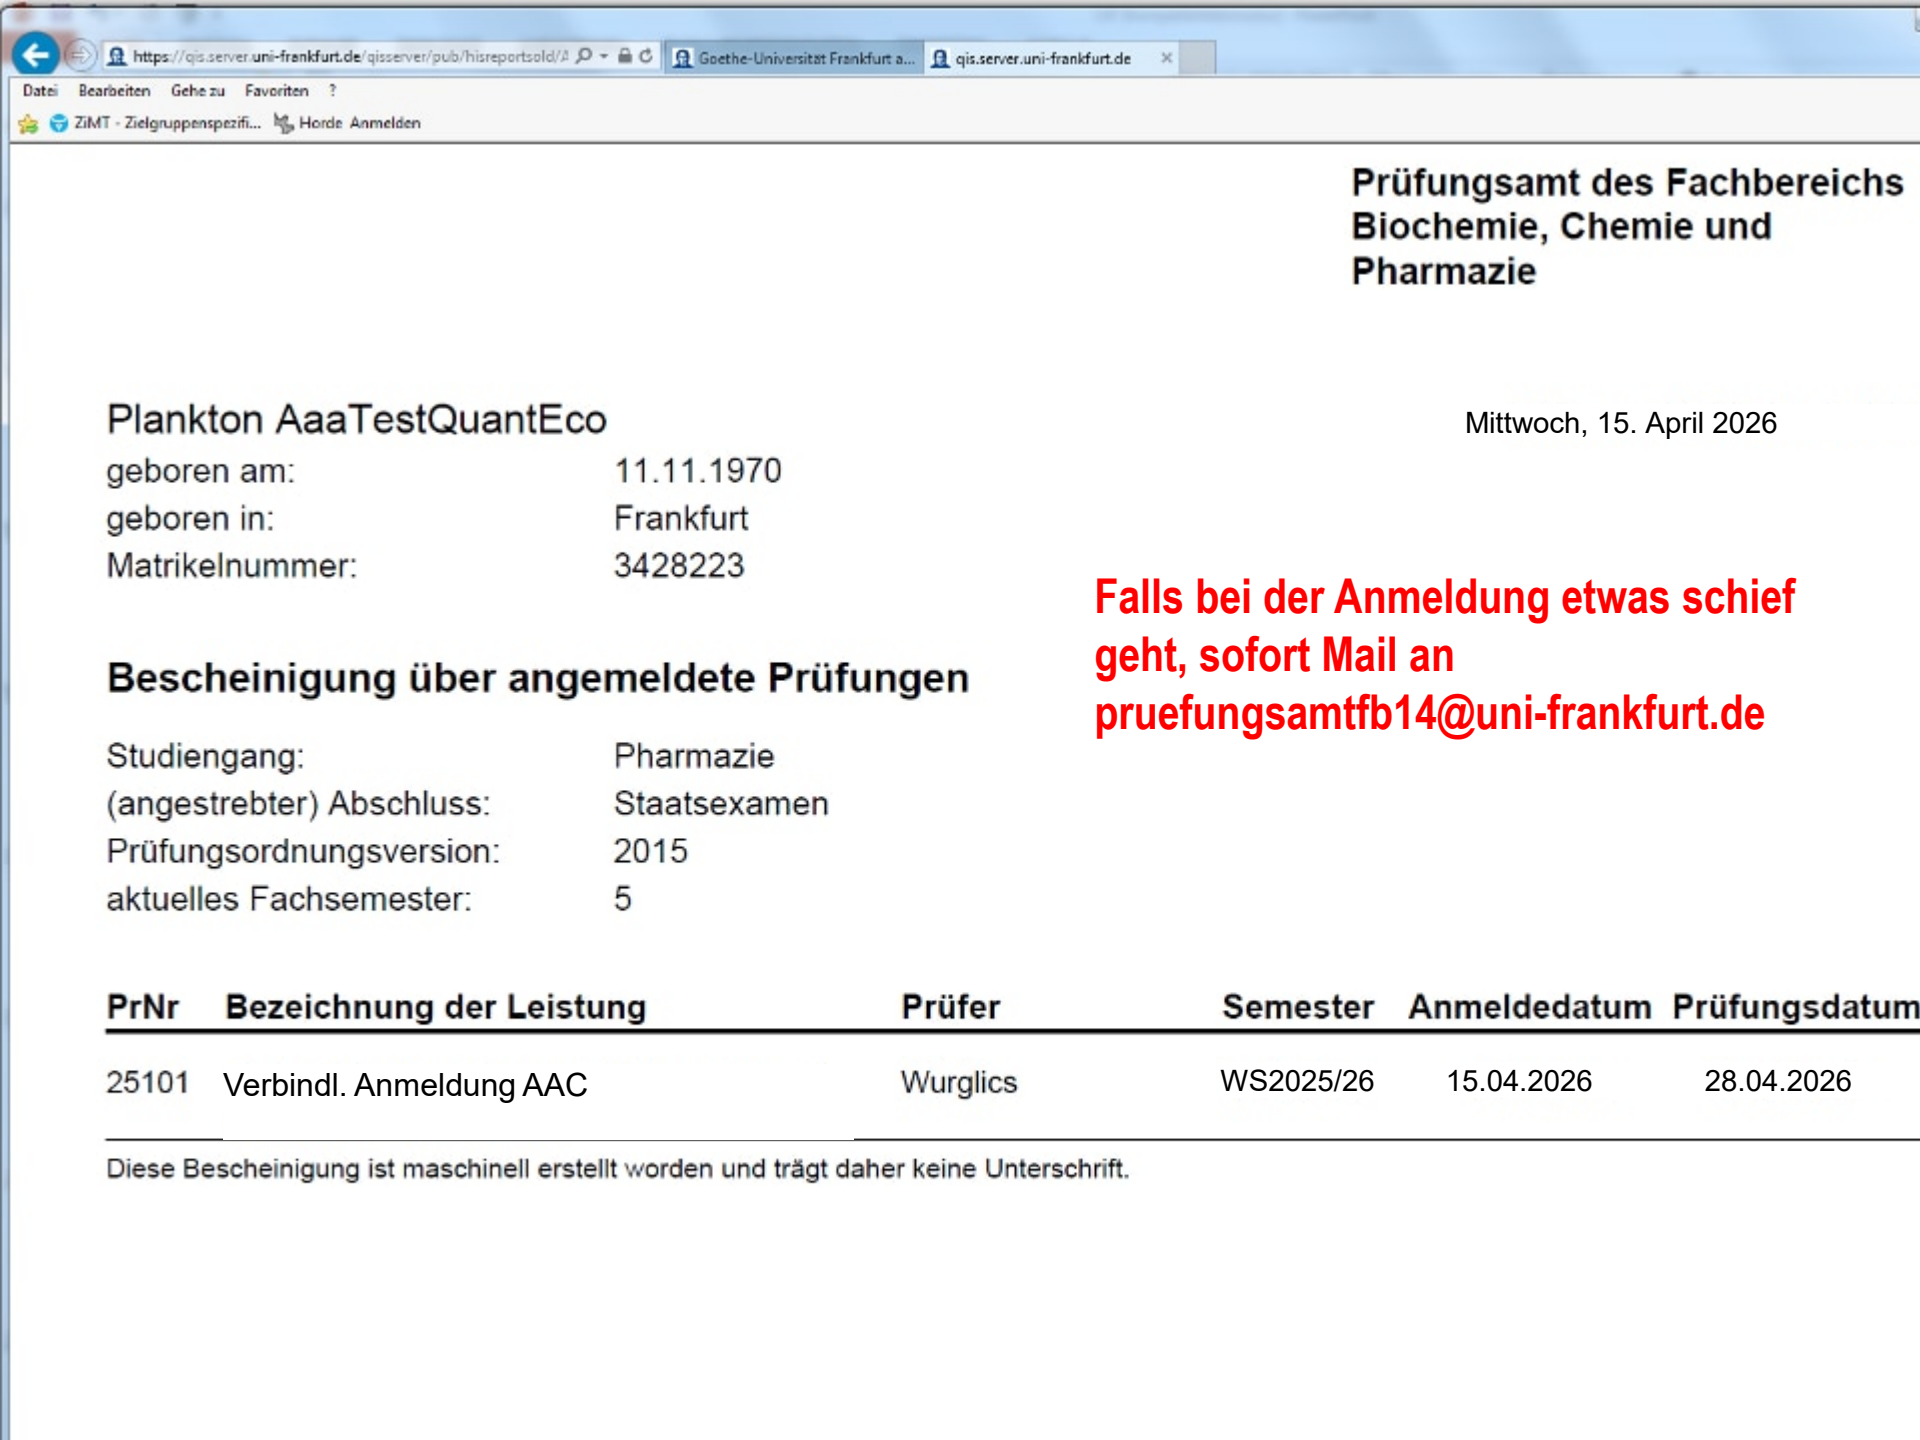 https://qis.server.uni-frankfurt.de/qisserver/pub/hisreportsold/A
Goethe-Universität Frankfurt a...
qis.server.uni-frankfurt.de
Datei Bearbeiten Gehe zu Favoriten ?
ZiMT - Zielgruppenspezifi... Horde Anmelden
Prüfungsamt des Fachbereichs
Biochemie, Chemie und
Pharmazie
Plankton AaaTestQuantEco
Mittwoch, 15. April 2026
geboren am: 11.11.1970
geboren in: Frankfurt
Matrikelnummer: 3428223
Falls bei der Anmeldung etwas schief
geht, sofort Mail an
pruefungsamtfb14@uni-frankfurt.de
Bescheinigung über angemeldete Prüfungen
Studiengang: Pharmazie
(angestrebter) Abschluss: Staatsexamen
Prüfungsordnungsversion: 2015
aktuelles Fachsemester: 5
PrNr Bezeichnung der Leistung Prüfer Semester Anmeldedatum Prüfungsdatum
25101 Verbindl. Anmeldung AAC Wurglics WS2025/26 15.04.2026 28.04.2026
Diese Bescheinigung ist maschinell erstellt worden und trägt daher keine Unterschrift.